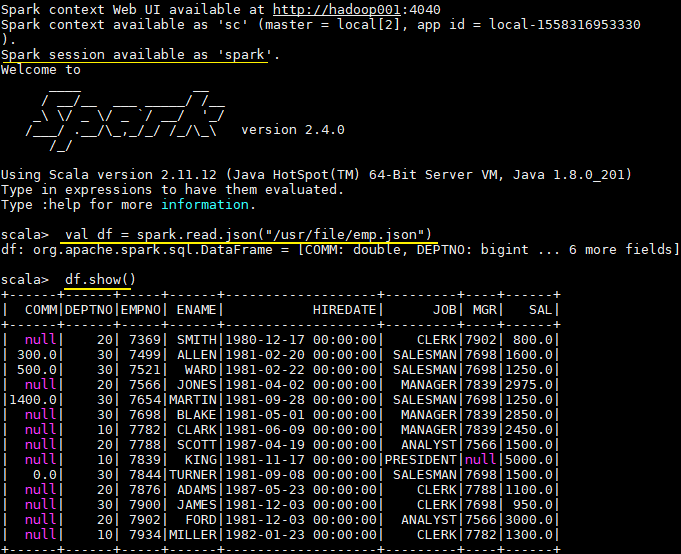 Spark context Web UI available at http://hadoop001:4040
Spark context available as 'sc' (master = local[2], app id = local-1558316953330
).
Spark session available as 'spark'.
Welcome to
      ____              __
     / __/__  ___ _____/ /__
    _\ \/ _ \/ _ `/ __/  '_/
   /___/ .__/\_,_/_/ /_/\_\   version 2.4.0
      /_/
Using Scala version 2.11.12 (Java HotSpot(TM) 64-Bit Server VM, Java 1.8.0_201)
Type in expressions to have them evaluated.
Type :help for more information.
scala>  val df = spark.read.json("/usr/file/emp.json")
df: org.apache.spark.sql.DataFrame = [COMM: double, DEPTNO: bigint ... 6 more fields]
scala>  df.show()
+------+------+-----+------+-------------------+---------+----+------+
|  COMM|DEPTNO|EMPNO| ENAME|           HIREDATE|      JOB| MGR|   SAL|
+------+------+-----+------+-------------------+---------+----+------+
|  null|    20| 7369| SMITH|1980-12-17 00:00:00|    CLERK|7902| 800.0|
| 300.0|    30| 7499| ALLEN|1981-02-20 00:00:00| SALESMAN|7698|1600.0|
| 500.0|    30| 7521|  WARD|1981-02-22 00:00:00| SALESMAN|7698|1250.0|
|  null|    20| 7566| JONES|1981-04-02 00:00:00|  MANAGER|7839|2975.0|
|1400.0|    30| 7654|MARTIN|1981-09-28 00:00:00| SALESMAN|7698|1250.0|
|  null|    30| 7698| BLAKE|1981-05-01 00:00:00|  MANAGER|7839|2850.0|
|  null|    10| 7782| CLARK|1981-06-09 00:00:00|  MANAGER|7839|2450.0|
|  null|    20| 7788| SCOTT|1987-04-19 00:00:00|  ANALYST|7566|1500.0|
|  null|    10| 7839|  KING|1981-11-17 00:00:00|PRESIDENT|null|5000.0|
|   0.0|    30| 7844|TURNER|1981-09-08 00:00:00| SALESMAN|7698|1500.0|
|  null|    20| 7876| ADAMS|1987-05-23 00:00:00|    CLERK|7788|1100.0|
|  null|    30| 7900| JAMES|1981-12-03 00:00:00|    CLERK|7698| 950.0|
|  null|    20| 7902|  FORD|1981-12-03 00:00:00|  ANALYST|7566|3000.0|
|  null|    10| 7934|MILLER|1982-01-23 00:00:00|    CLERK|7782|1300.0|
+------+------+-----+------+-------------------+---------+----+------+